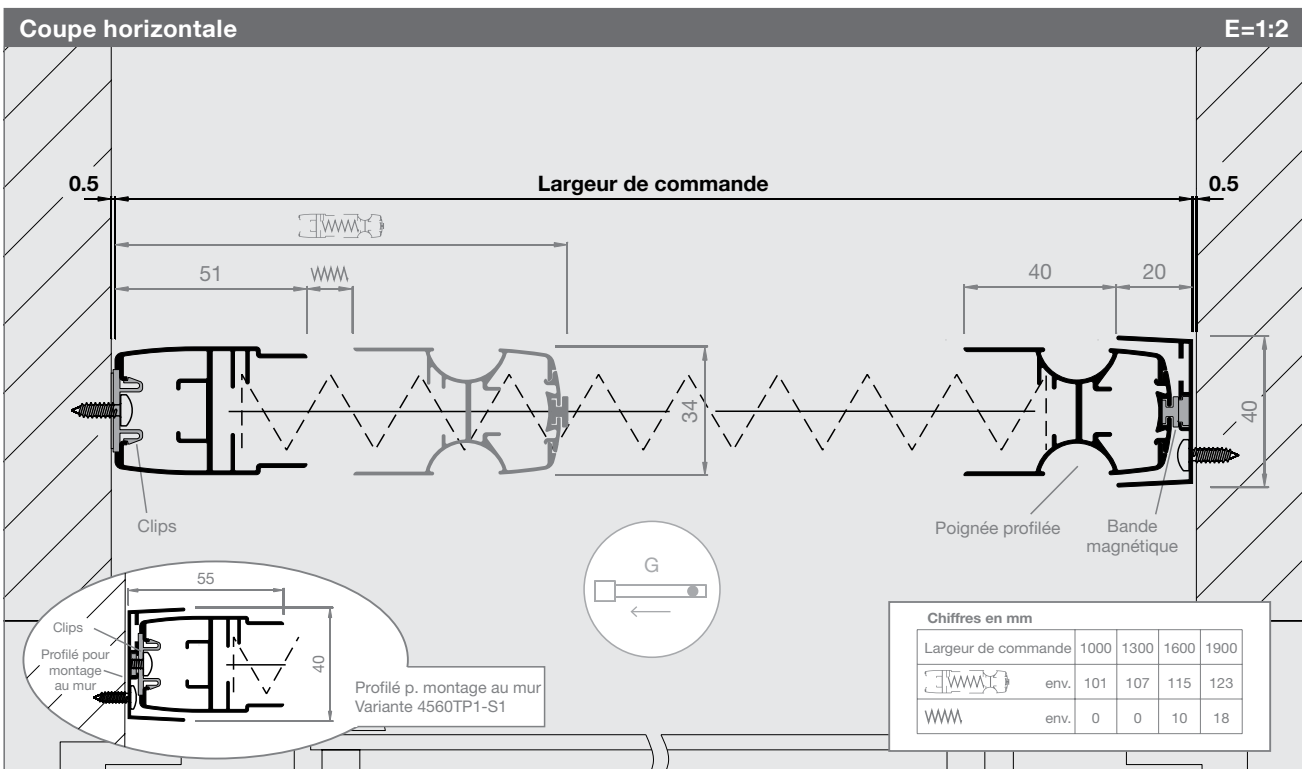 Coupe horizontale E=1:2
0.5 Largeur de commande 0.5
51 40 20
34
40
Clips
Poignée profilée
Bande
magnétique
G
55
Clips
Profilé pour
montage
au mur
40
Profilé p. montage au mur
Variante 4560TP1-S1
Chiffres en mm
Largeur de commande 1000 1300 1600 1900
env. 101 107 115 123
env. 0 0 10 18